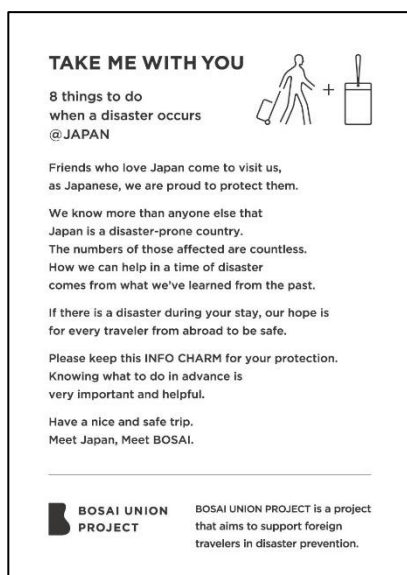 TAKE ME WITH YOU
8 things to do
when a disaster occurs
@JAPAN
+
Friends who love Japan come to visit us,
as Japanese, we are proud to protect them.
We know more than anyone else that
Japan is a disaster-prone country.
The numbers of those affected are countless.
How we can help in a time of disaster
comes from what we've learned from the past.
If there is a disaster during your stay, our hope is
for every traveler from abroad to be safe.
Please keep this INFO CHARM for your protection.
Knowing what to do in advance is
very important and helpful.
Have a nice and safe trip.
Meet Japan, Meet BOSAI.
BOSAI UNION
PROJECT
BOSAI UNION PROJECT is a project
that aims to support foreign
travelers in disaster prevention.